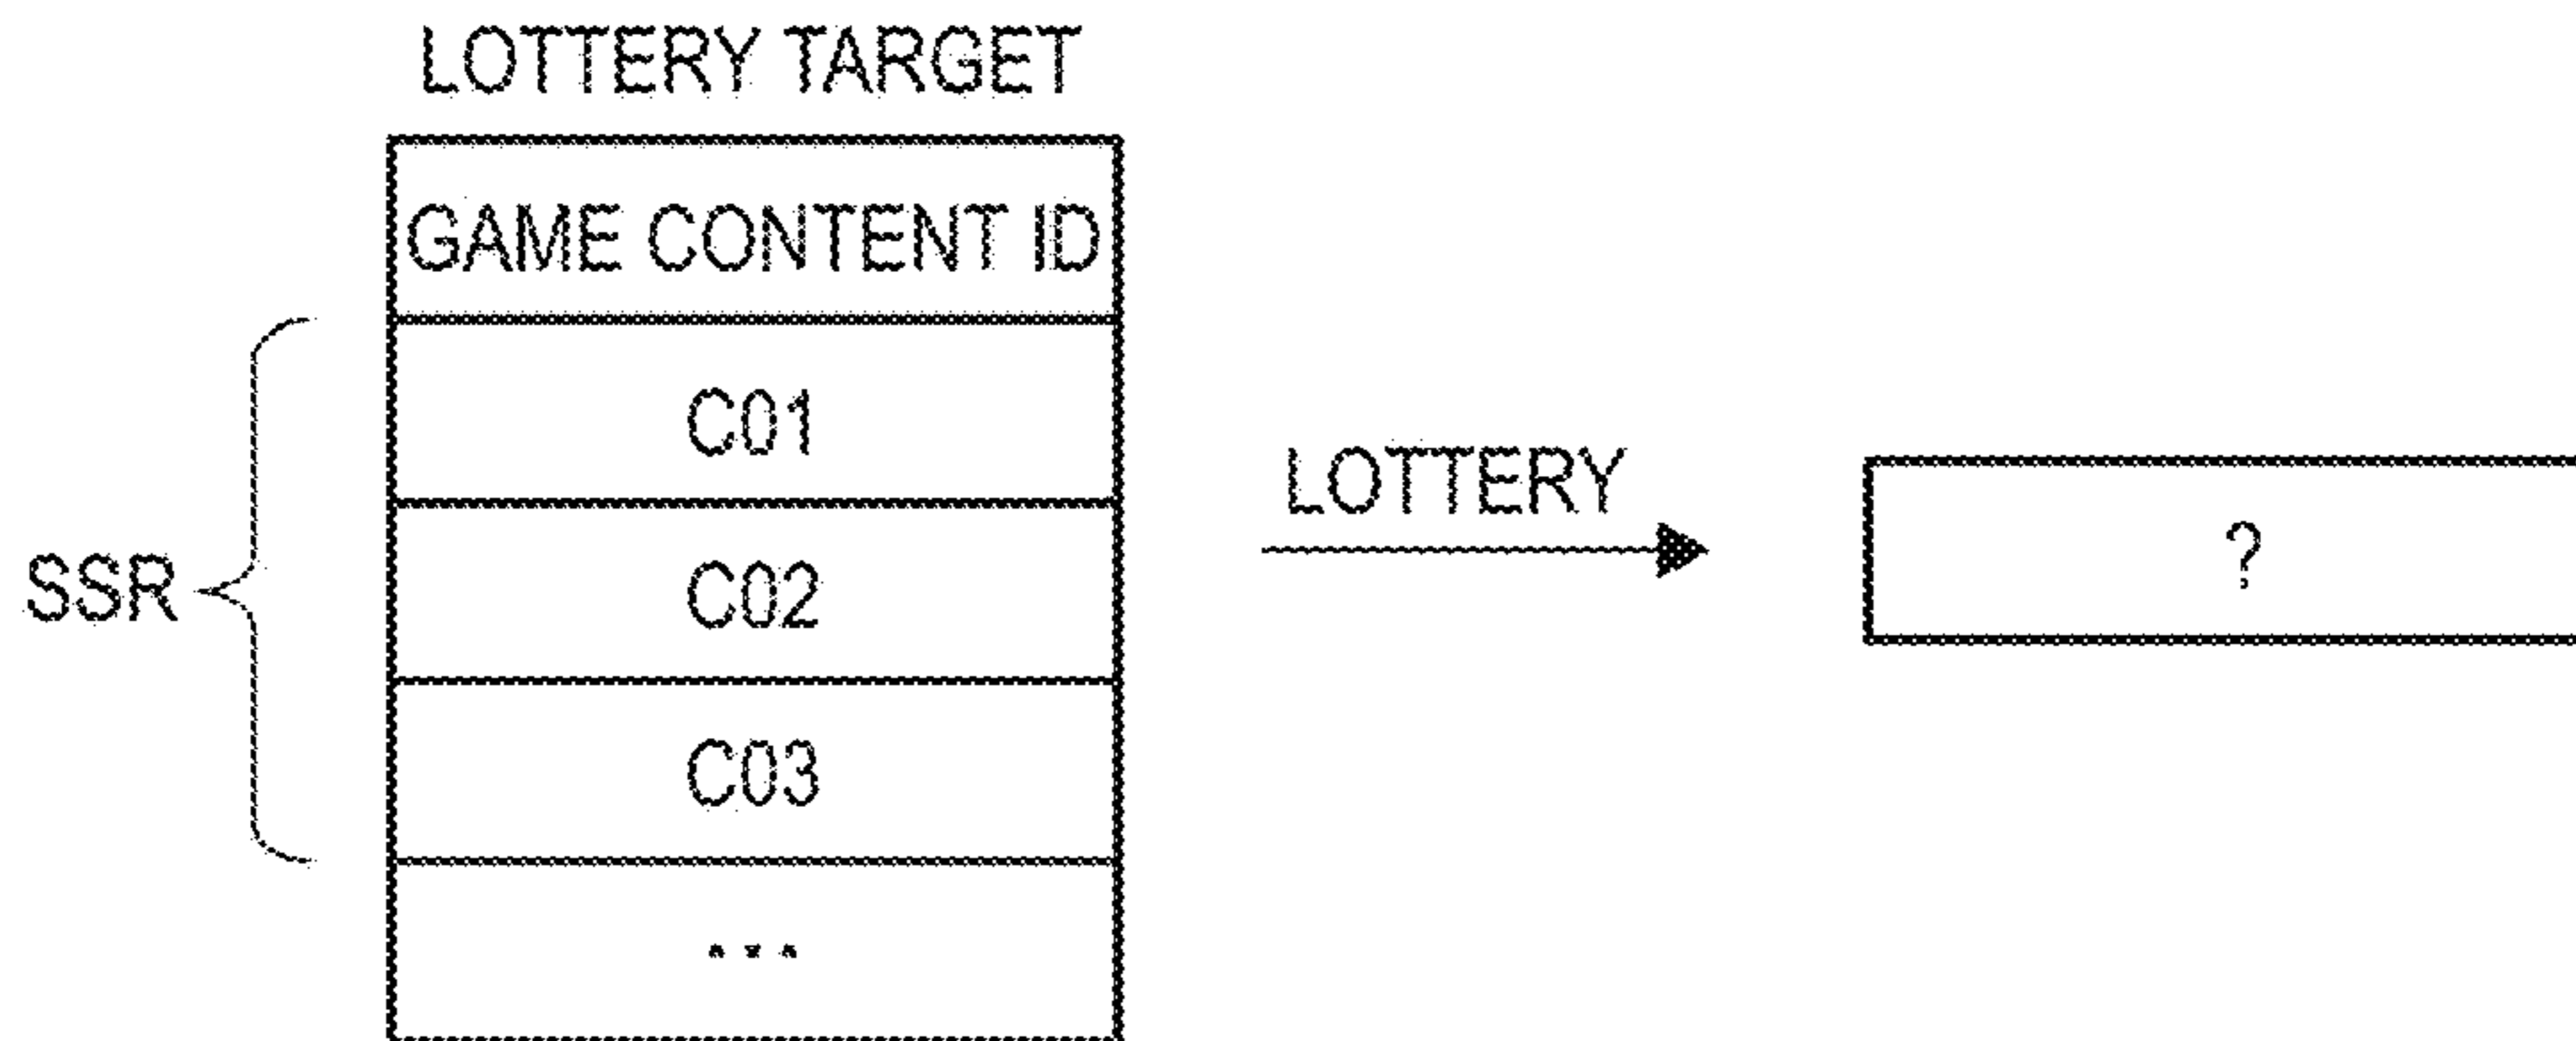 LOTTERY TARGET
GAME CONTENT ID
C01
LOTTERY
?
C02
SSR
C03
...